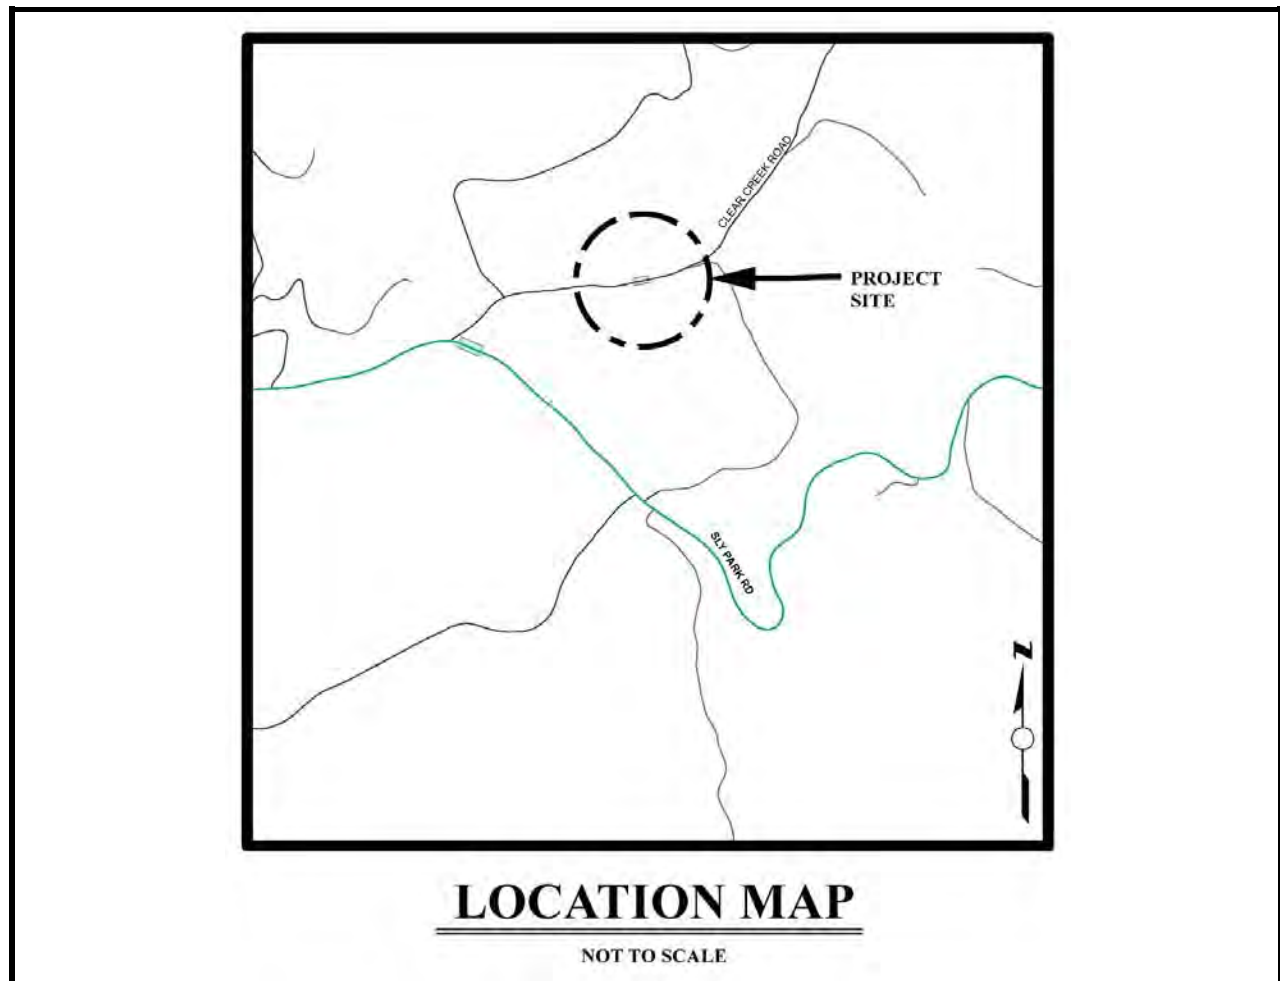 CLEAR CREEK ROAD
PROJECT
SITE
SLY PARK RD
N
LOCATION MAP
NOT TO SCALE